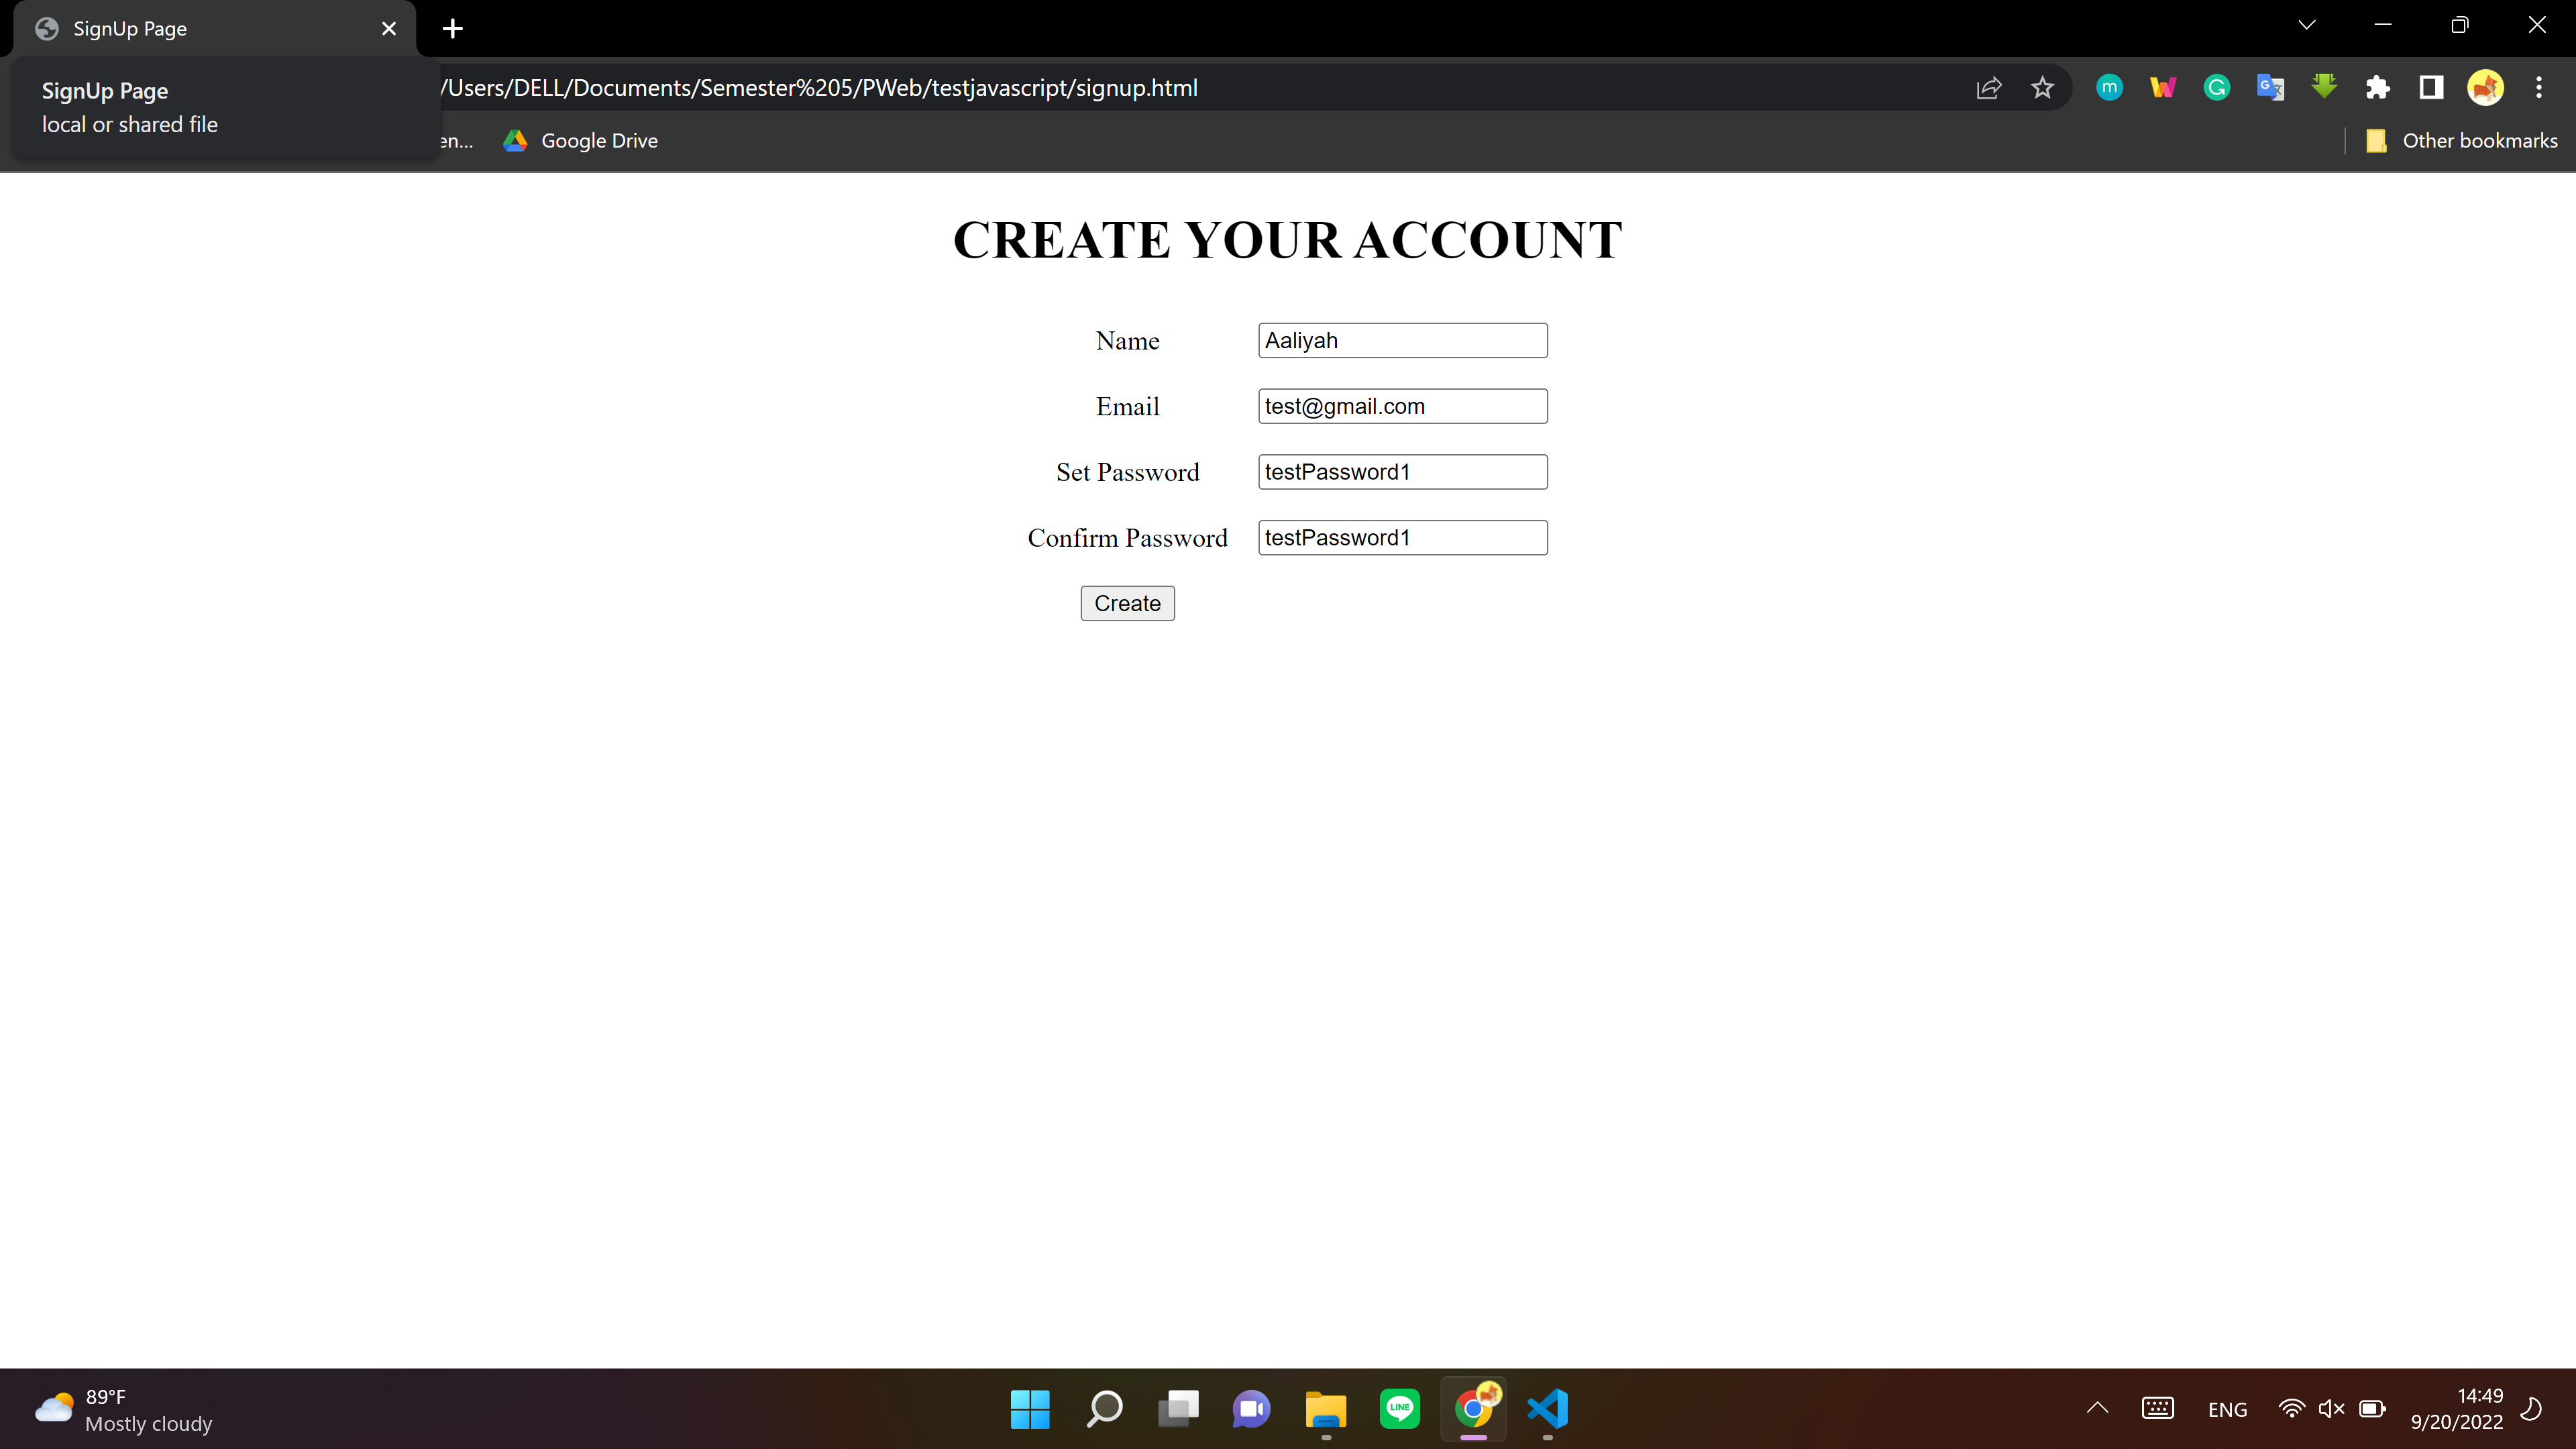 SignUp Page
SignUp Page
local or shared file
/Users/DELL/Documents/Semester%205/PWeb/testjavascript/signup.html
m
G
G
en...
Google Drive
Other bookmarks
CREATE YOUR ACCOUNT
Name
Aaliyah
Email
test@gmail.com
Set Password
testPassword1
Confirm Password
testPassword1
Create
89°F
Mostly cloudy
LINE
ENG
14:49
9/20/2022